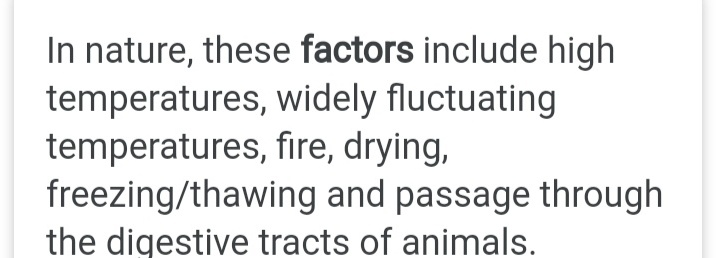 In nature, these factors include high
temperatures, widely fluctuating
temperatures, fire, drying,
freezing/thawing and passage through
the digestive tracts of animals.